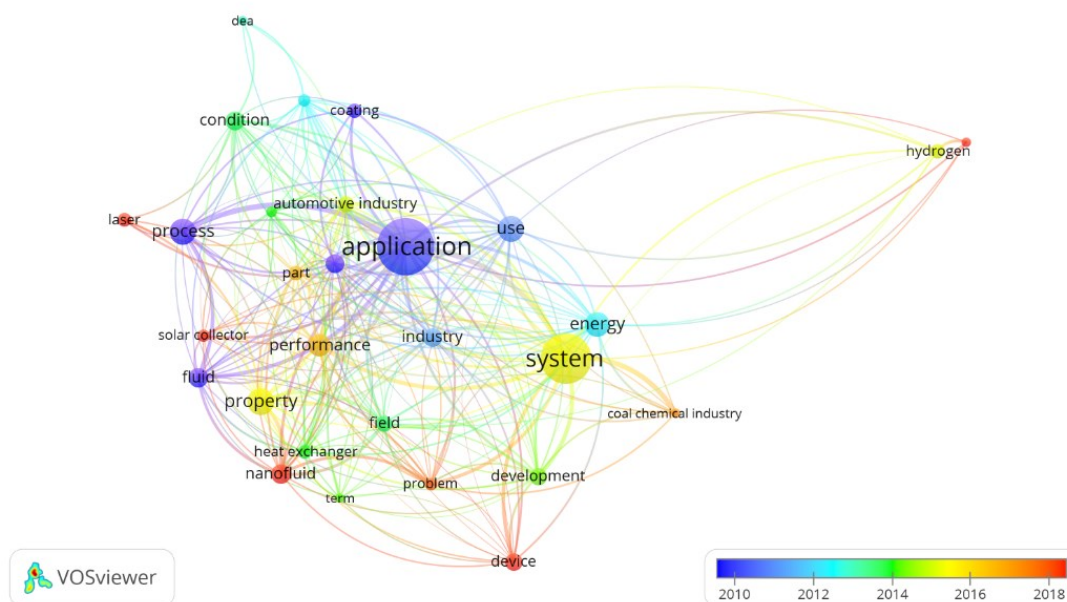 dea
coating
condition
hydrogen
automotive industry
laser
process
use
application
part
energy
solar collector
performance
industry
system
fluid
property
coal chemical industry
field
heat exchanger
nanofluid
development
problem
term
device
VOSviewer
2010 2012 2014 2016 2018